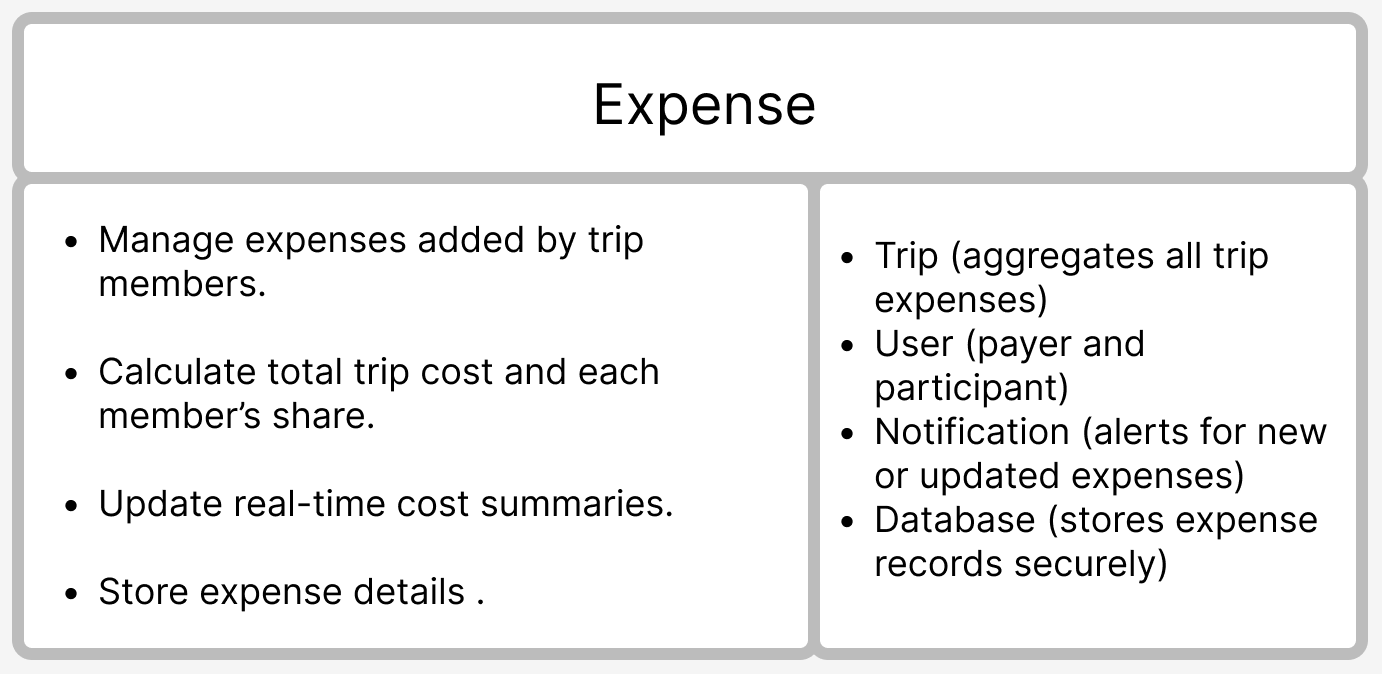 Expense
• Manage expenses added by trip
members.
• Calculate total trip cost and each
member’s share.
• Update real-time cost summaries.
• Store expense details .
• Trip (aggregates all trip
expenses)
• User (payer and
participant)
• Notification (alerts for new
or updated expenses)
• Database (stores expense
records securely)